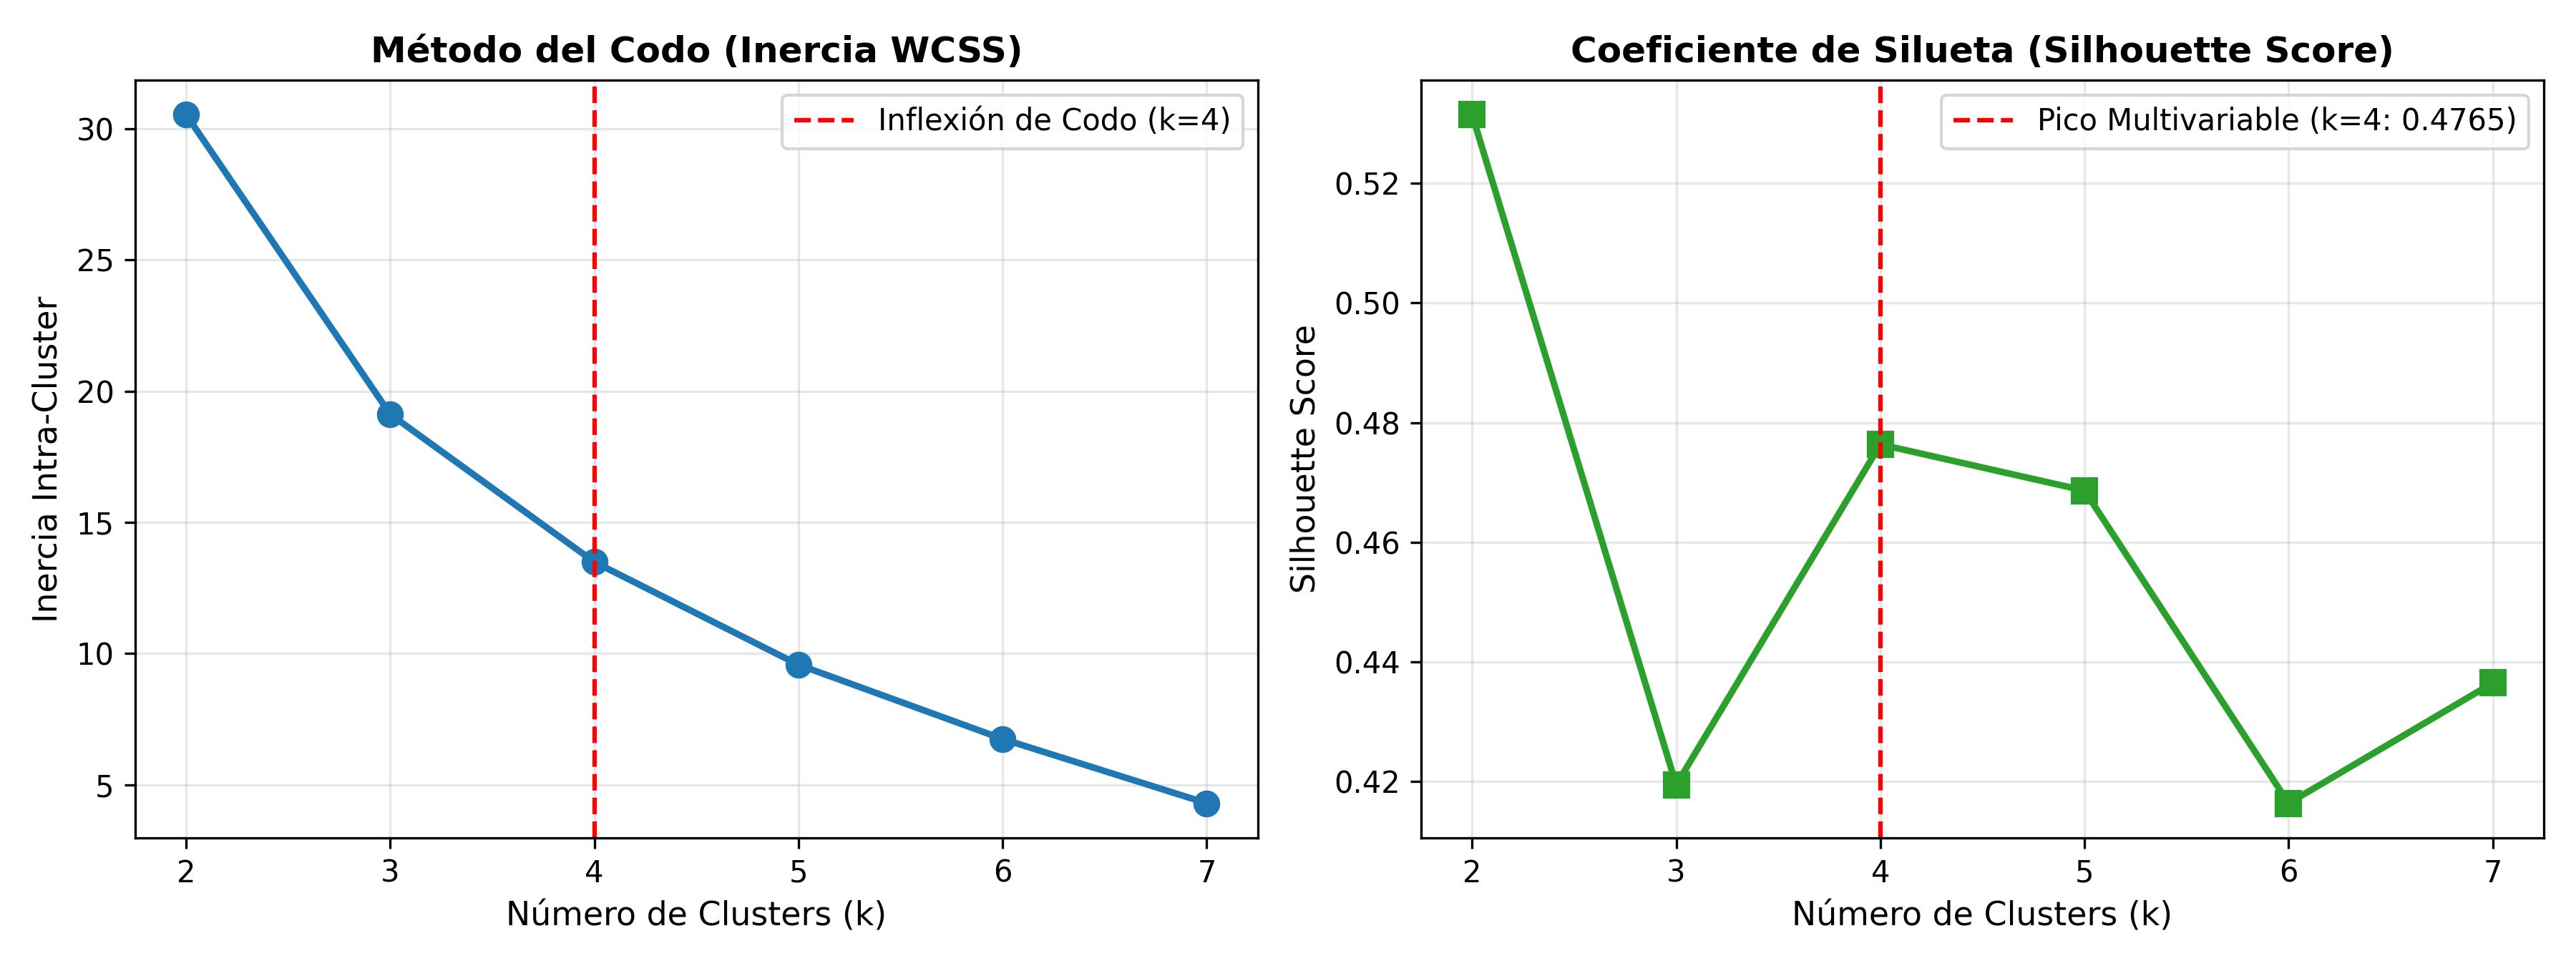 Método del Codo (Inercia WCSS)
Inflexión de Codo (k=4)
Inercia Intra-Cluster
30
25
20
15
10
5
2 3 4 5 6 7
Número de Clusters (k)
Coeficiente de Silueta (Silhouette Score)
Pico Multivariable (k=4: 0.4765)
Silhouette Score
0.52
0.50
0.48
0.46
0.44
0.42
2 3 4 5 6 7
Número de Clusters (k)